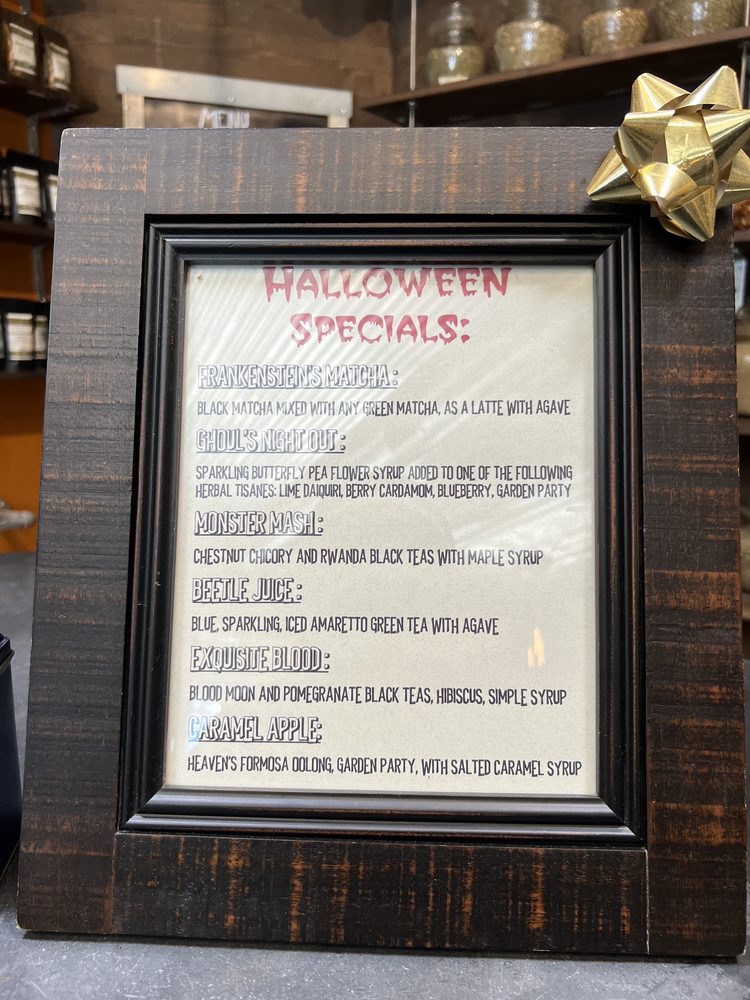 MENU
HALLOWEEN
SPECIALS:
FRANKENSTEIN'S MATCHA:
BLACK MATCHA MIXED WITH ANY GREEN MATCHA, AS A LATTE WITH AGAVE
GHOUL'S NIGHT OUT:
SPARKLING BUTTERFLY PEA FLOWER SYRUP ADDED TO ONE OF THE FOLLOWING
HERBAL TISANES: LIME DAIQUIRI, BERRY CARDAMOM, BLUEBERRY, GARDEN PARTY
MONSTER MASH:
CHESTNUT CHICORY AND RWANDA BLACK TEAS WITH MAPLE SYRUP
BEETLE JUICE:
BLUE, SPARKLING, ICED AMARETTO GREEN TEA WITH AGAVE
EXQUISITE BLOOD:
BLOOD MOON AND POMEGRANATE BLACK TEAS, HIBISCUS, SIMPLE SYRUP
CARAMEL APPLE:
HEAVEN'S FORMOSA OOLONG, GARDEN PARTY, WITH SALTED CARAMEL SYRUP